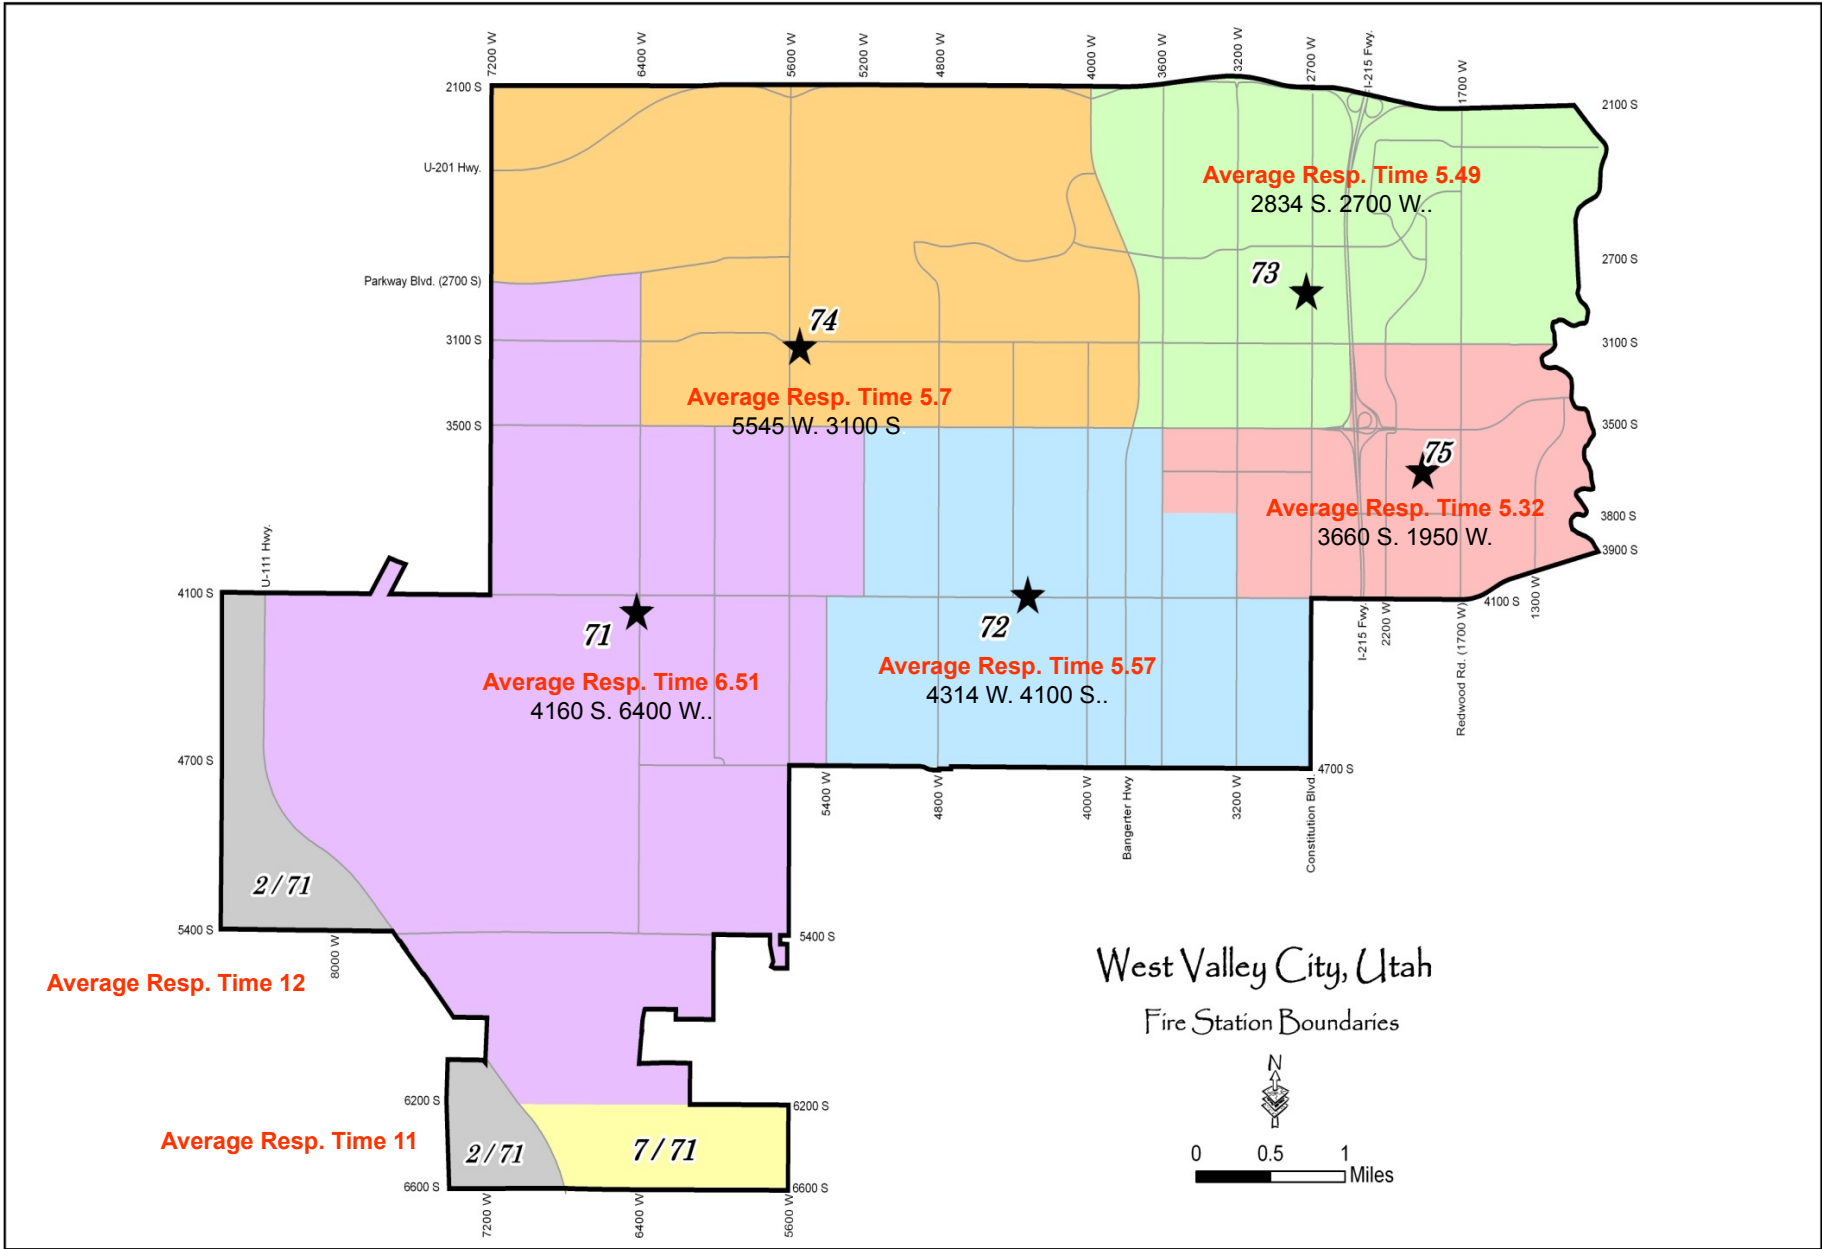 7200 W
6400 W
5600 W
5200 W
4800 W
4000 W
3600 W
3200 W
2700 W
I-215 Fwy.
1700 W
2100 S
2100 S
U-201 Hwy.
Average Resp. Time 5.49
2834 S. 2700 W..
2700 S
Parkway Blvd. (2700 S)
73
74
3100 S
3100 S
Average Resp. Time 5.7
5545 W. 3100 S
3500 S
3500 S
75
Average Resp. Time 5.32
3660 S. 1950 W.
3800 S
3900 S
U-111 Hwy.
4100 S
4100 S
1300 W
I-215 Fwy.
2200 W
Redwood Rd. (1700 W)
71
72
Average Resp. Time 6.51
4160 S. 6400 W..
Average Resp. Time 5.57
4314 W. 4100 S..
4700 S
4700 S
5400 W
4800 W
4000 W
Bangerter Hwy
3200 W
Constitution Blvd.
2 / 71
5400 S
5400 S
8000 W
Average Resp. Time 12
West Valley City, Utah
Fire Station Boundaries
N
6200 S
6200 S
Average Resp. Time 11
2 / 71
7 / 71
0 0.5 1
Miles
6600 S
6600 S
7200 W
6400 W
5600 W